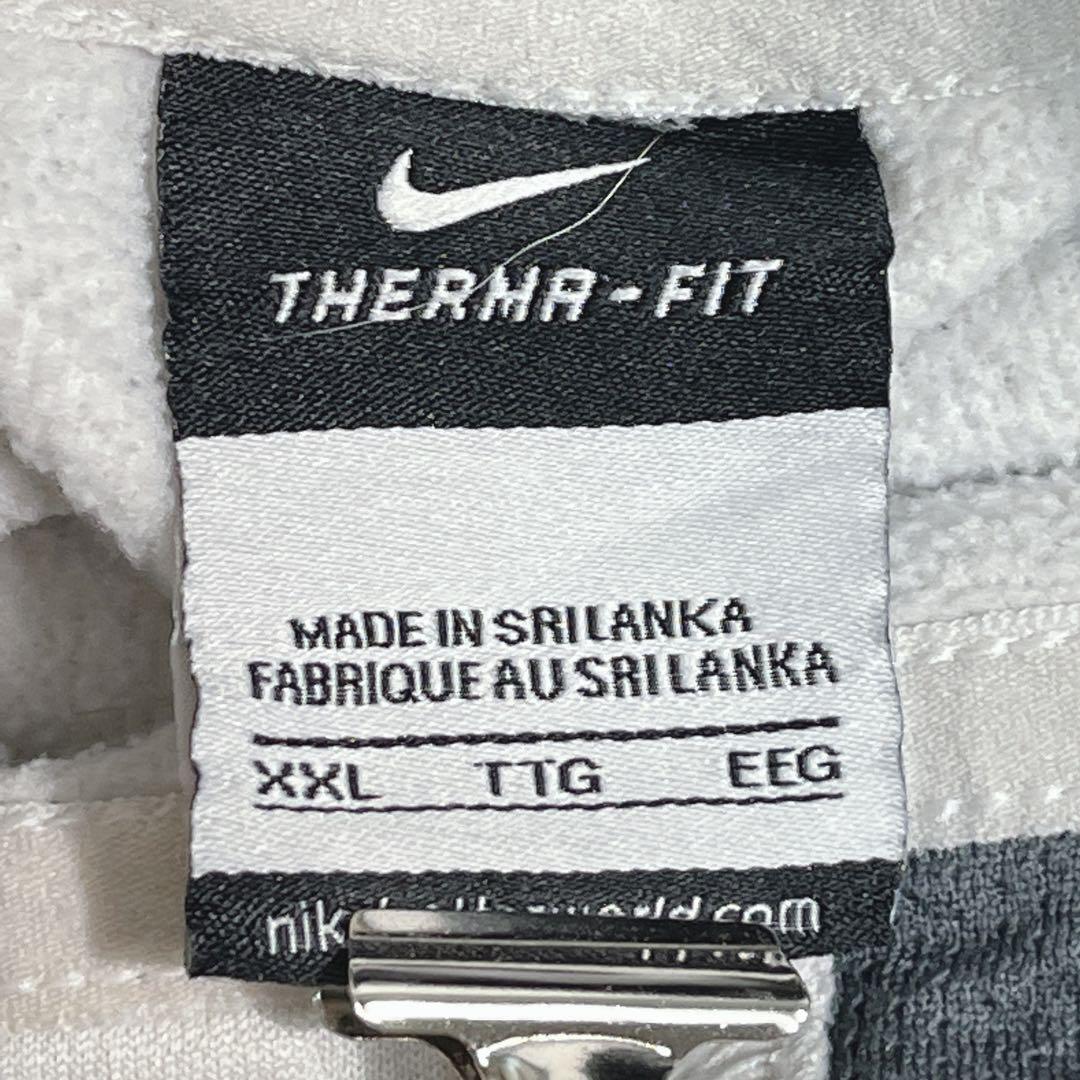 THERMA-FIT
MADE IN SRI LANKA
FABRIQUE AU SRI LANKA
XXL TTG EEG